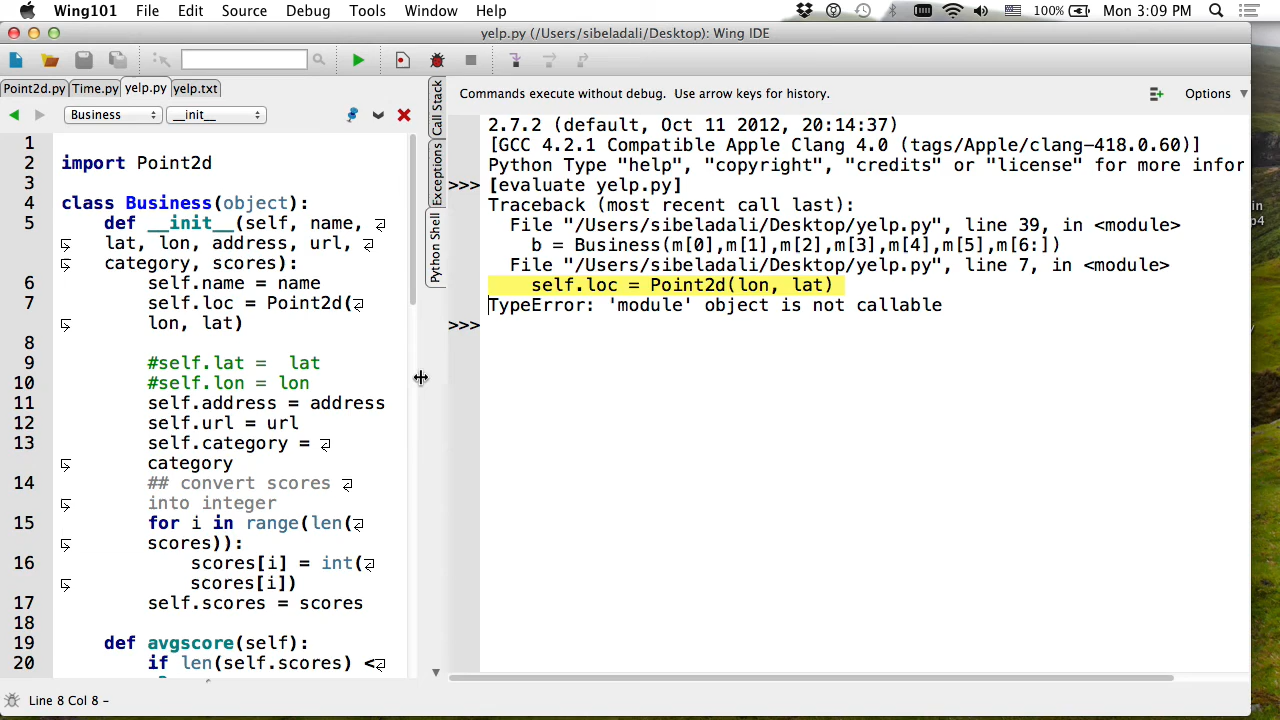 Wing101 File Edit Source Debug Tools Window Help 100% Mon 3:09 PM
yelp.py (/Users/sibeladali/Desktop): Wing IDE
Point2d.py Time.py yelp.py yelp.txt
Business __init__
1
2 import Point2d
3
4 class Business(object):
5 def __init__(self, name,
lat, lon, address, url,
category, scores):
6 self.name = name
7 self.loc = Point2d(
lon, lat)
8
9 #self.lat =  lat
10 #self.lon = lon
11 self.address = address
12 self.url = url
13 self.category =
category
14 ## convert scores
into integer
15 for i in range(len(
scores)):
16 scores[i] = int(
scores[i])
17 self.scores = scores
18
19 def avgscore(self):
20 if len(self.scores) <
Line 8 Col 8 –
Call Stack
Exceptions
Python Shell
Commands execute without debug. Use arrow keys for history. Options
2.7.2 (default, Oct 11 2012, 20:14:37)
[GCC 4.2.1 Compatible Apple Clang 4.0 (tags/Apple/clang-418.0.60)]
Python Type "help", "copyright", "credits" or "license" for more infor
>>> [evaluate yelp.py]
Traceback (most recent call last):
File "/Users/sibeladali/Desktop/yelp.py", line 39, in <module>
b = Business(m[0],m[1],m[2],m[3],m[4],m[5],m[6:])
File "/Users/sibeladali/Desktop/yelp.py", line 7, in <module>
self.loc = Point2d(lon, lat)
TypeError: 'module' object is not callable
>>>